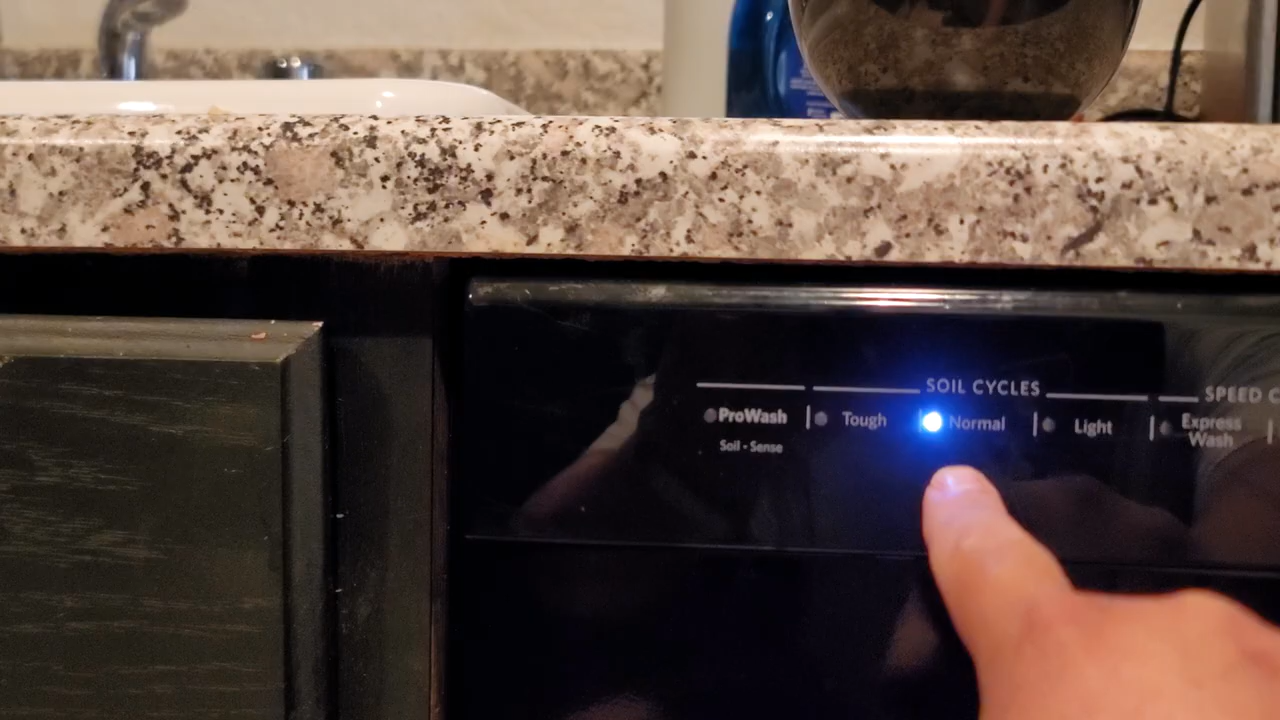 SOIL CYCLES
SPEED C
ProWash
Tough
Normal
Light
Express
Wash
Soil - Sense